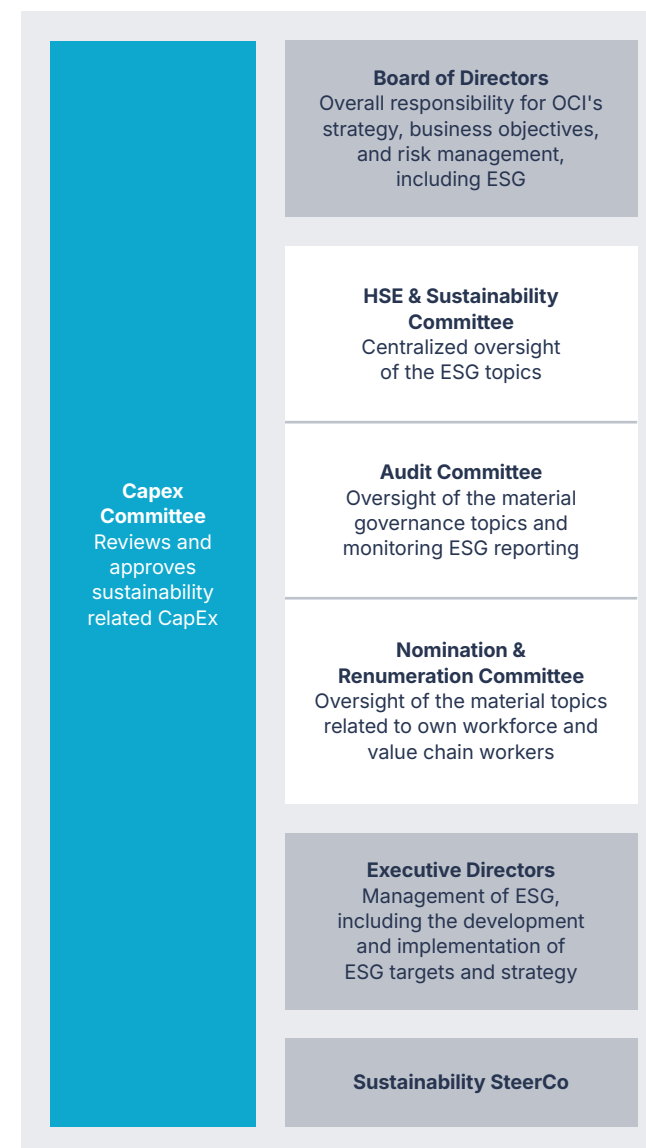 Capex
Committee
Reviews and
approves
sustainability
related CapEx
Board of Directors
Overall responsibility for OCI's
strategy, business objectives,
and risk management,
including ESG
HSE & Sustainability
Committee
Centralized oversight
of the ESG topics
Audit Committee
Oversight of the material
governance topics and
monitoring ESG reporting
Nomination &
Renumeration Committee
Oversight of the material topics
related to own workforce and
value chain workers
Executive Directors
Management of ESG,
including the development
and implementation of
ESG targets and strategy
Sustainability SteerCo